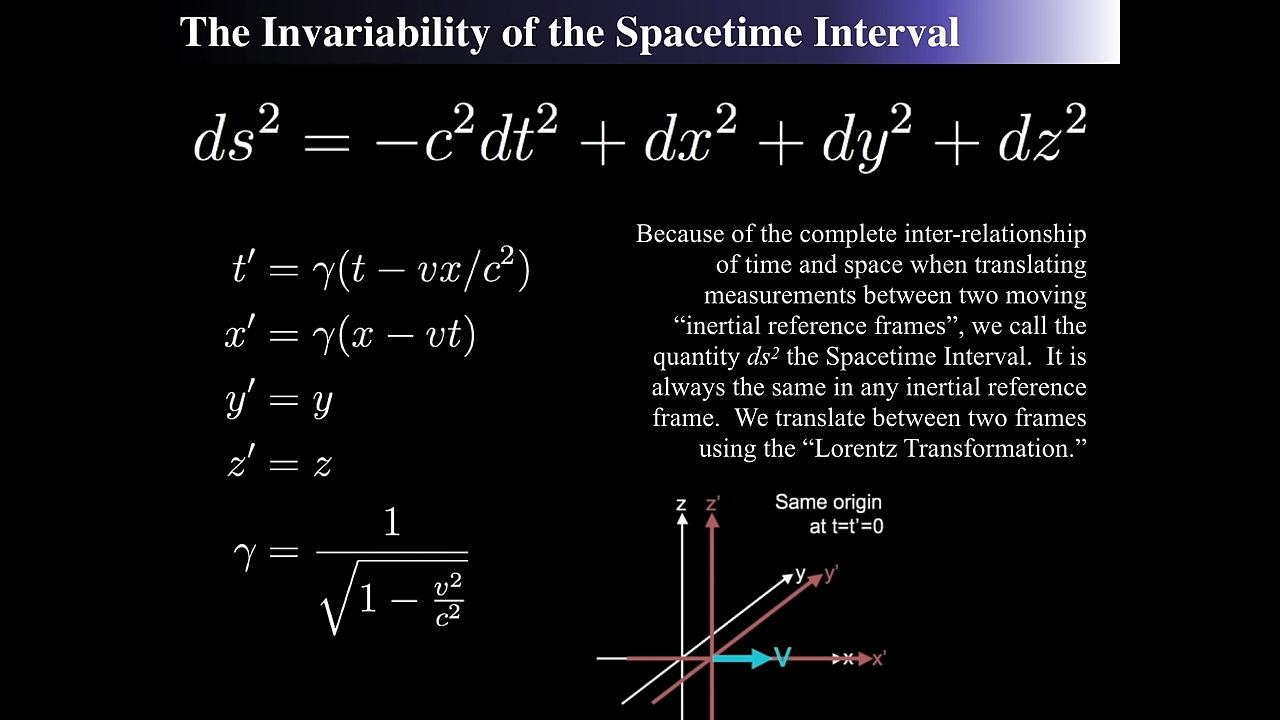 The Invariability of the Spacetime Interval
ds² = −c²dt² + dx² + dy² + dz²
t′ = γ(t − vx/c²)
x′ = γ(x − vt)
y′ = y
z′ = z
γ = 1/√(1 − v²/c²)
Because of the complete inter-relationship
of time and space when translating
measurements between two moving
“inertial reference frames”, we call the
quantity ds² the Spacetime Interval. It is
always the same in any inertial reference
frame. We translate between two frames
using the “Lorentz Transformation.”
z z'
Same origin
at t=t'=0
y y'
V x x'